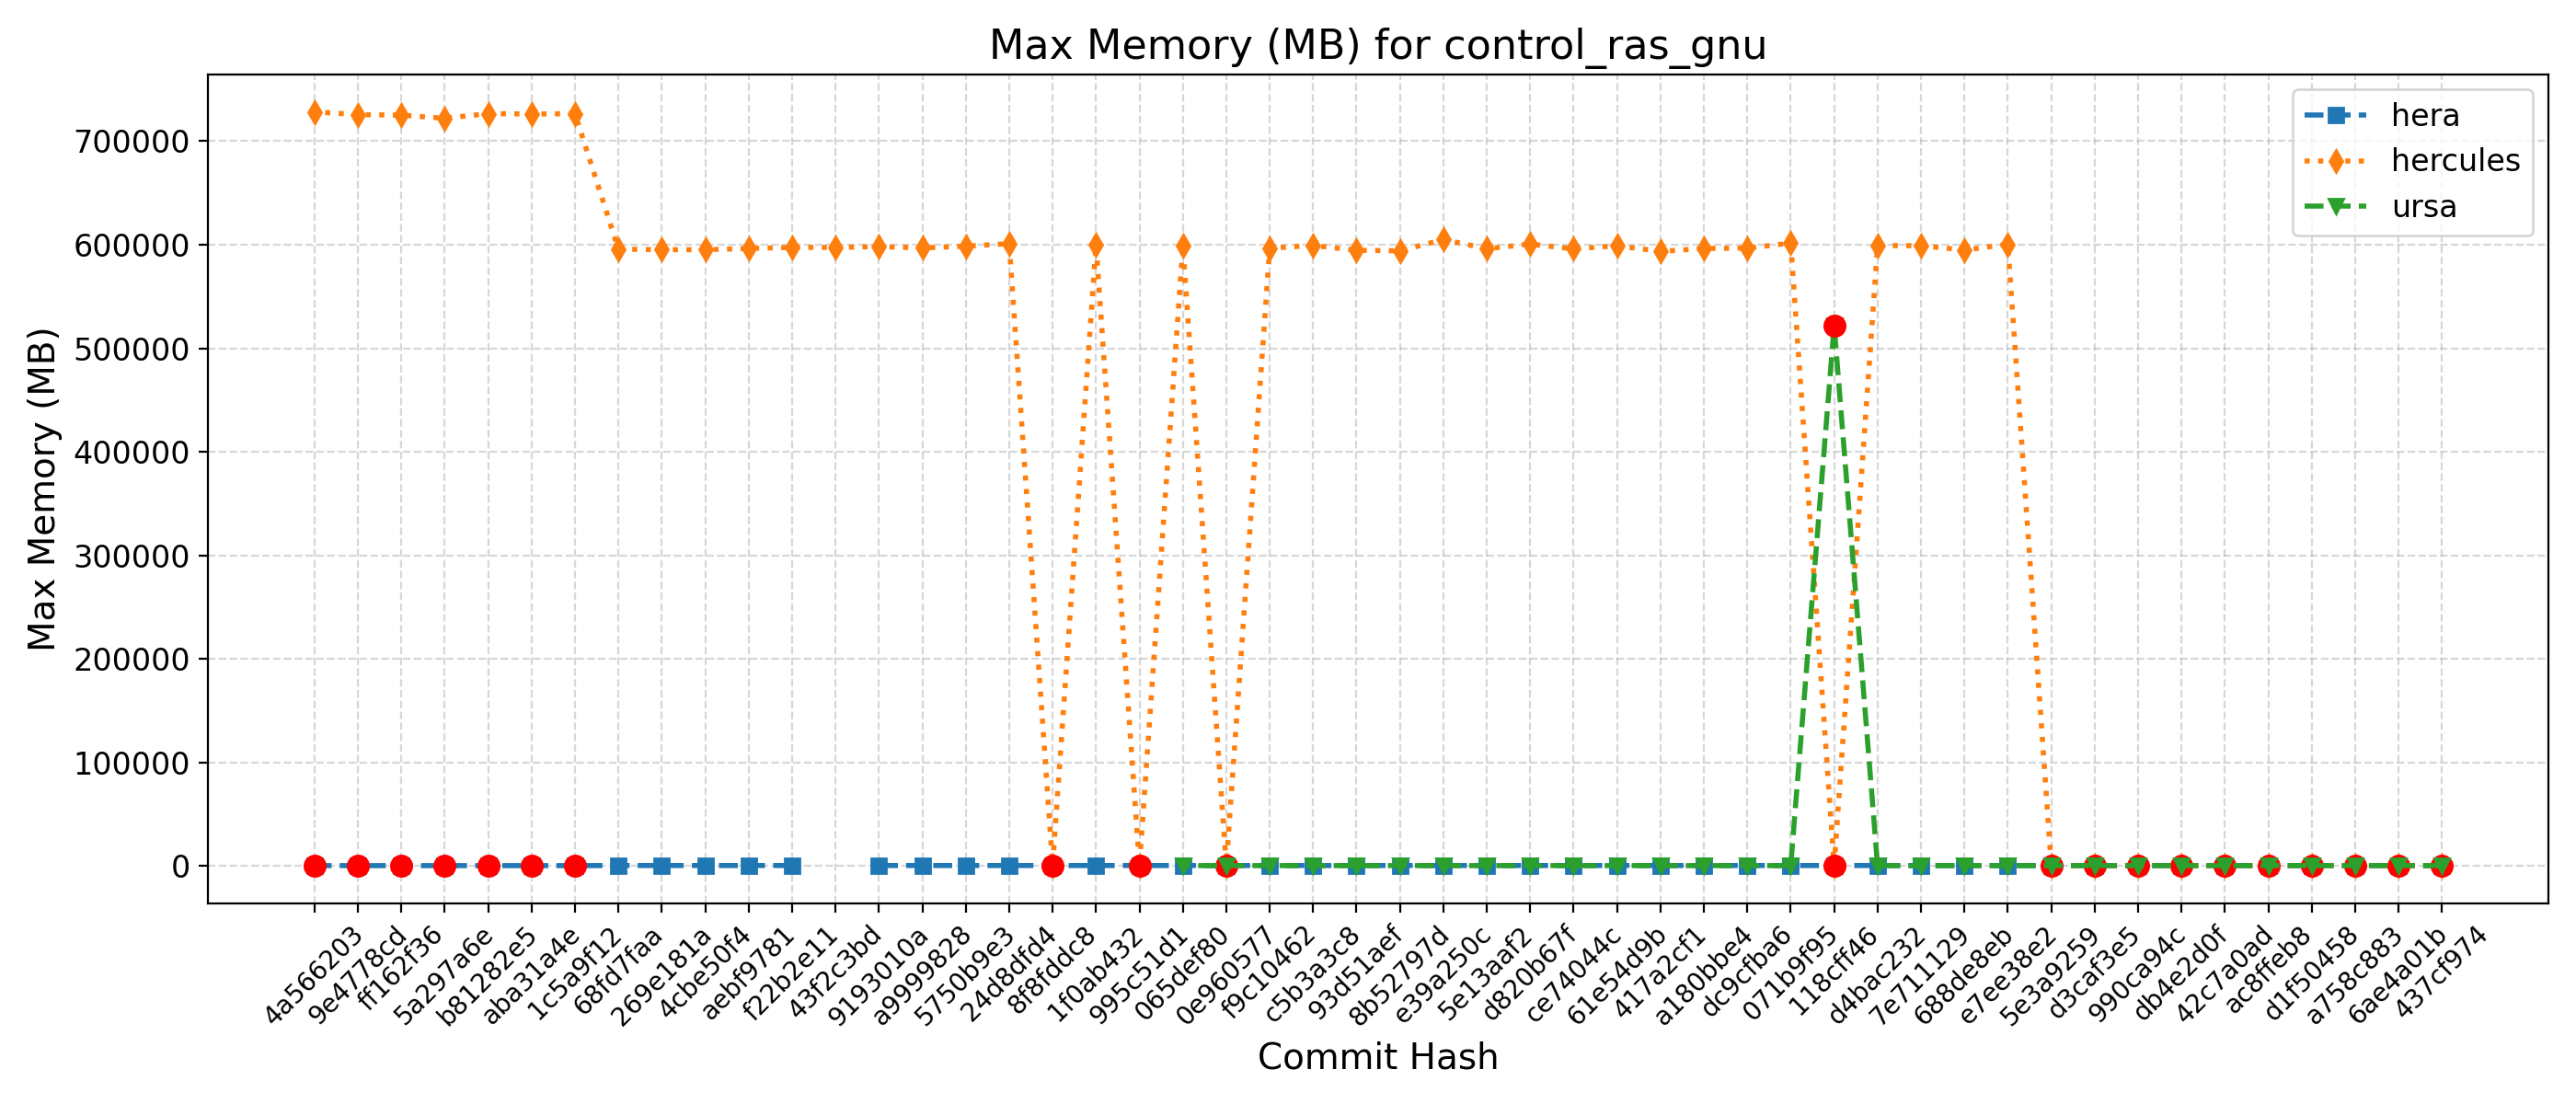 Max Memory (MB) for control_ras_gnu
hera
hercules
ursa
Max Memory (MB)
700000
600000
500000
400000
300000
200000
100000
0
4a566203
9e4778cd
ff162f36
5a297a6e
b81282e5
aba31a4e
1c5a9f12
68fd7faa
269e181a
4cbe50f4
aebf9781
f22b2e11
43f2c3bd
9193010a
a9999828
5750b9e3
24d8dfd4
8f8fddc8
1f0ab432
995c51d1
065def80
0e960577
f9c10462
c5b3a3c8
93d51aef
8b52797d
e39a250c
5e13aaf2
d820b67f
ce74044c
61e54d9b
417a2cf1
a180bbe4
dc9cfba6
071b9f95
118cff46
d4bac232
7e711129
688de8eb
e7ee38e2
5e3a9259
d3caf3e5
990ca94c
db4e2d0f
42c7a0ad
ac8ffeb8
d1f50458
a758c883
6ae4a01b
437cf974
Commit Hash